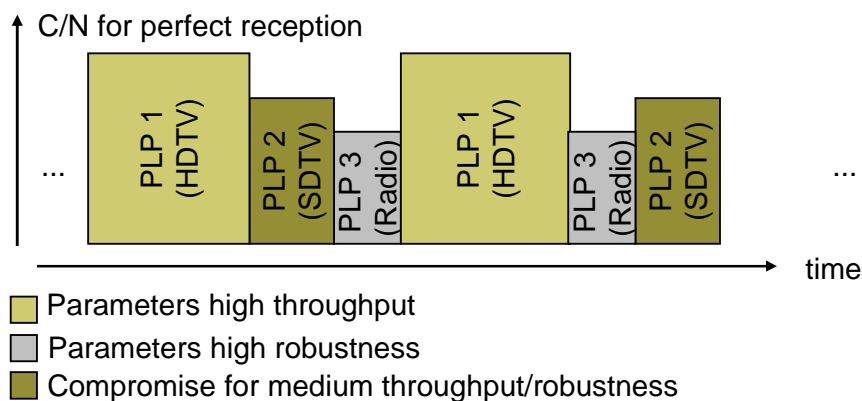 C/N for perfect reception
...
PLP 1
(HDTV)
PLP 2
(SDTV)
PLP 3
(Radio)
PLP 1
(HDTV)
PLP 3
(Radio)
PLP 2
(SDTV)
...
time
Parameters high throughput
Parameters high robustness
Compromise for medium throughput/robustness